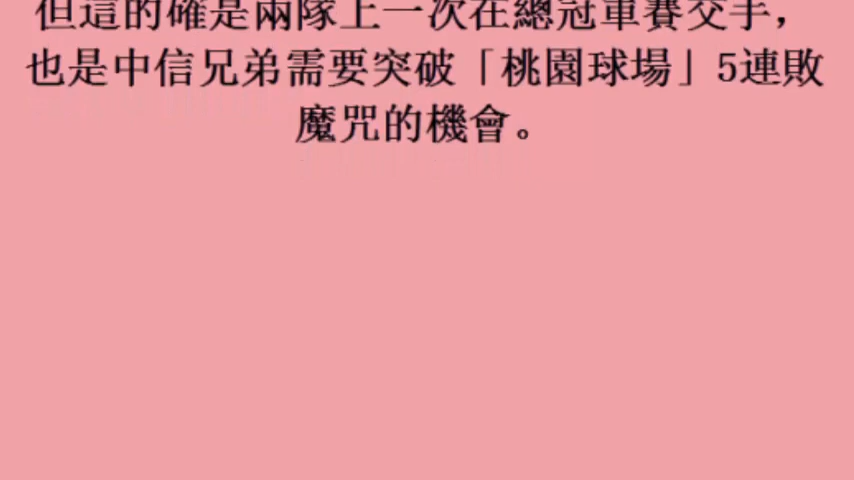 但這的確是兩隊上一次在總冠軍賽交手，
也是中信兄弟需要突破「桃園球場」5連敗
魔咒的機會。